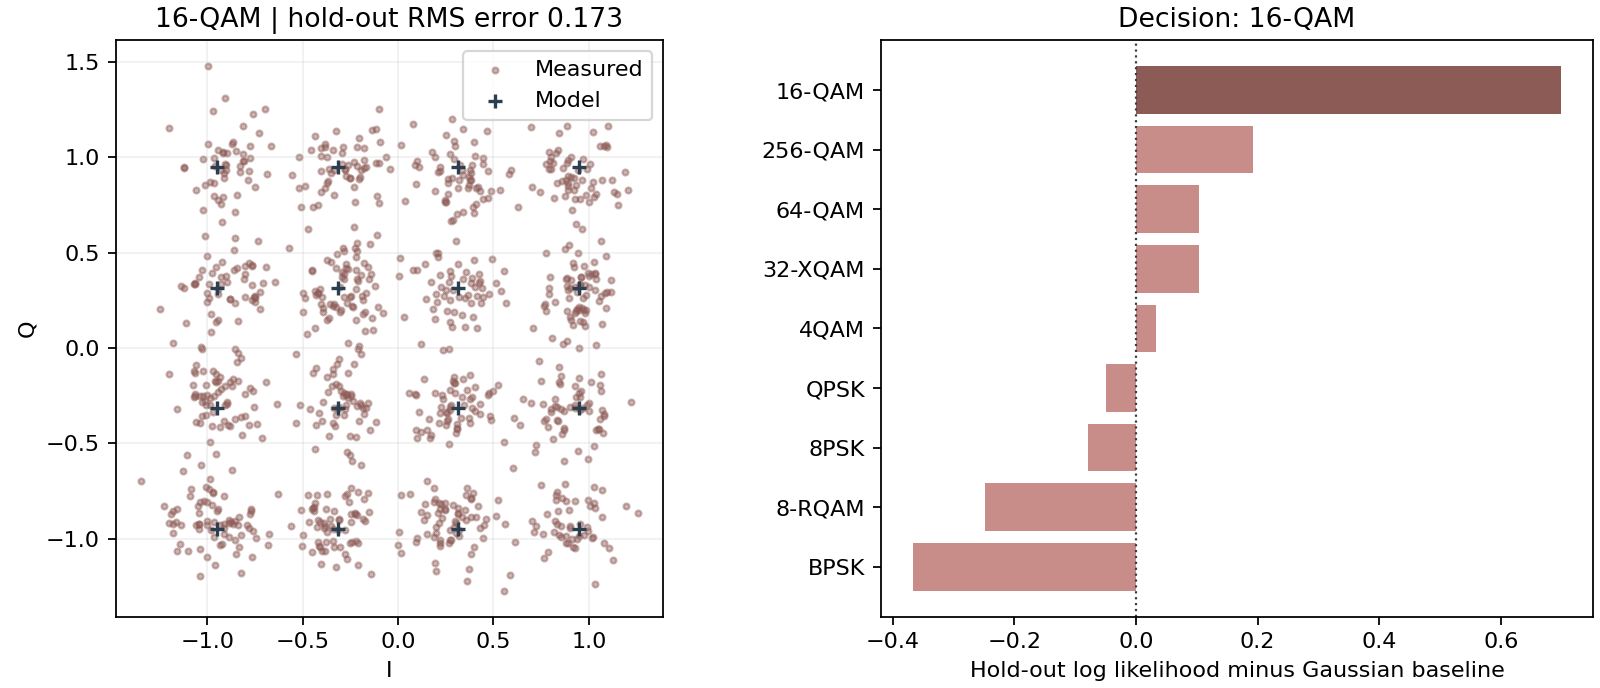 16-QAM | hold-out RMS error 0.173
Measured
Model
1.5
1.0
0.5
0.0
−0.5
−1.0
Q
−1.0
−0.5
0.0
0.5
1.0
I
Decision: 16-QAM
16-QAM
256-QAM
64-QAM
32-XQAM
4QAM
QPSK
8PSK
8-RQAM
BPSK
−0.4
−0.2
0.0
0.2
0.4
0.6
Hold-out log likelihood minus Gaussian baseline